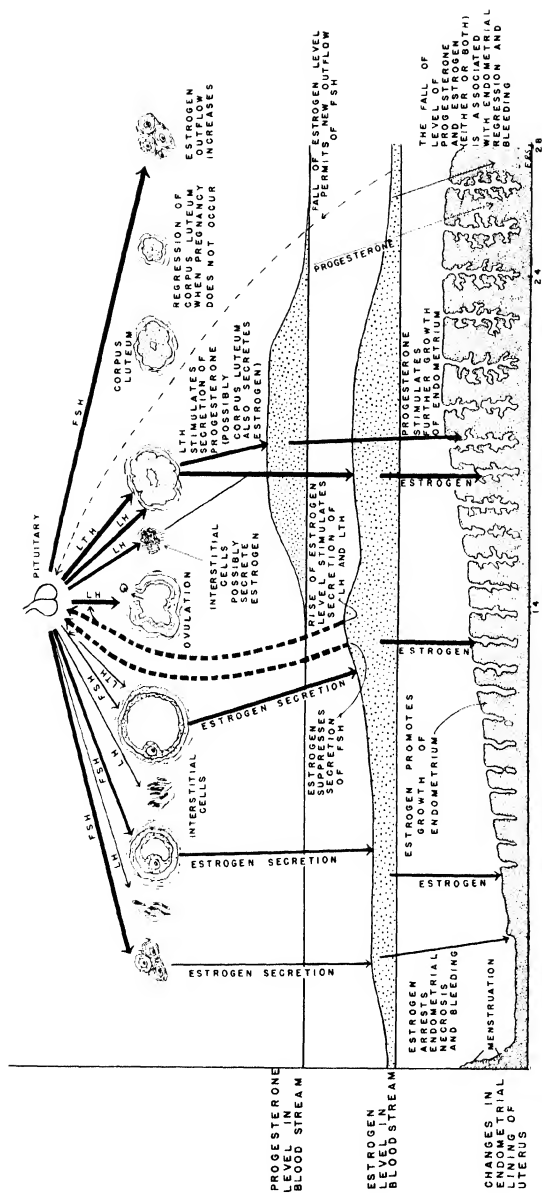 PITUITARY
FSH
LH
FSH
LH
FSH
LTH
LH
LH
LTH
LH
FSH
INTERSTITIAL
CELLS
OVULATION
INTERSTITIAL
CELLS
POSSIBLY
SECRETE
ESTROGEN
CORPUS
LUTEUM
LTH
STIMULATES
SECRETION OF
PROGESTERONE
(POSSIBLY
CORPUS LUTEUM
ALSO SECRETES
ESTROGEN)
REGRESSION OF
CORPUS LUTEUM
WHEN PREGNANCY
DOES NOT OCCUR
ESTROGEN
OUTFLOW
INCREASES
ESTROGEN SECRETION
ESTROGEN SECRETION
ESTROGEN SECRETION
PROGESTERONE
LEVEL IN
BLOOD STREAM
ESTROGEN
SUPPRESSES
SECRETION
OF FSH
RISE OF ESTROGEN
LEVEL STIMULATES
SECRETION OF
LH AND LTH
FALL OF ESTROGEN LEVEL
PERMITS NEW OUTFLOW
OF FSH
ESTROGEN
LEVEL IN
BLOOD STREAM
PROGESTERONE
ESTROGEN
ARRESTS
ENDOMETRIAL
NECROSIS
AND BLEEDING
ESTROGEN
ESTROGEN PROMOTES
GROWTH OF
ENDOMETRIUM
ESTROGEN
ESTROGEN
PROGESTERONE
STIMULATES
FURTHER GROWTH
OF ENDOMETRIUM
THE FALL OF
LEVEL OF
PROGESTERONE
AND ESTROGEN
(EITHER OR BOTH)
IS ASSOCIATED
WITH ENDOMETRIAL
REGRESSION AND
BLEEDING
MENSTRUATION
CHANGES IN
ENDOMETRIAL
LINING OF
UTERUS
14
24
28